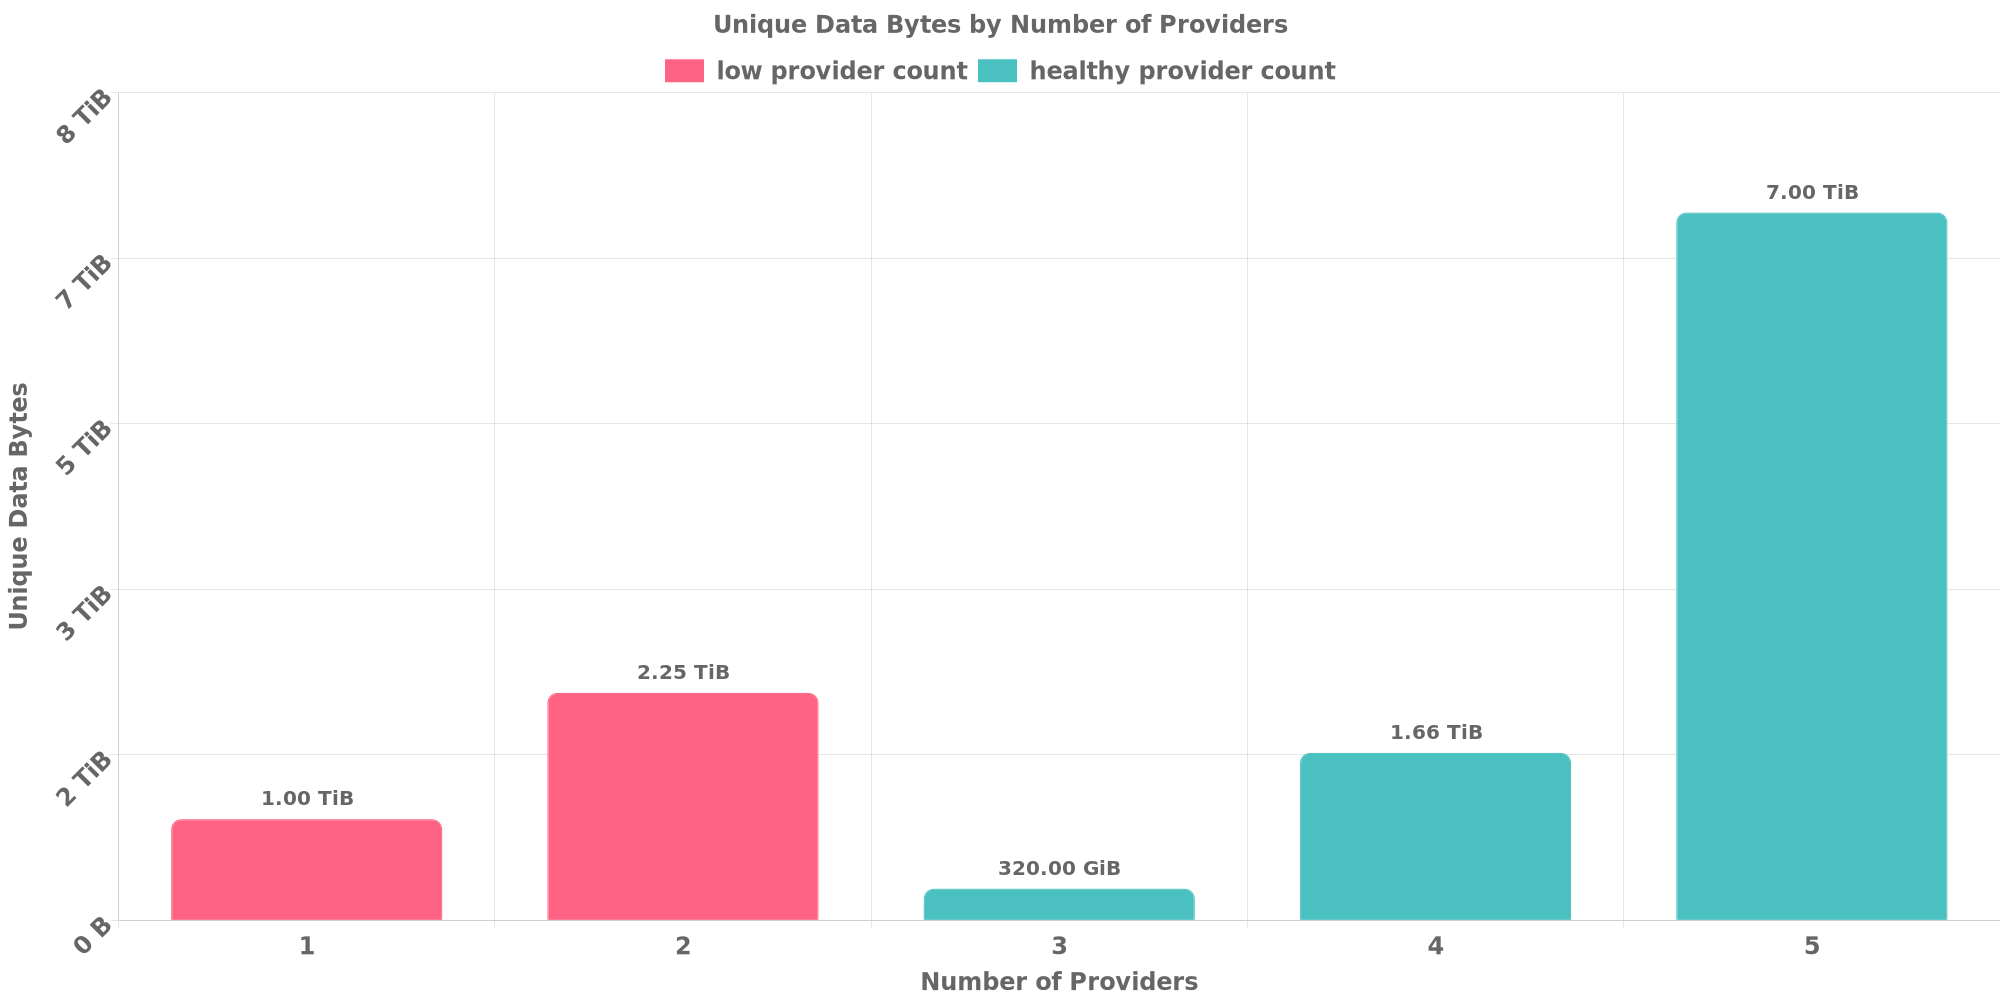 Unique Data Bytes by Number of Providers
low provider count healthy provider count
8 TiB
7 TiB
5 TiB
3 TiB
2 TiB
0 B
Unique Data Bytes
1.00 TiB
2.25 TiB
320.00 GiB
1.66 TiB
7.00 TiB
1 2 3 4 5
Number of Providers